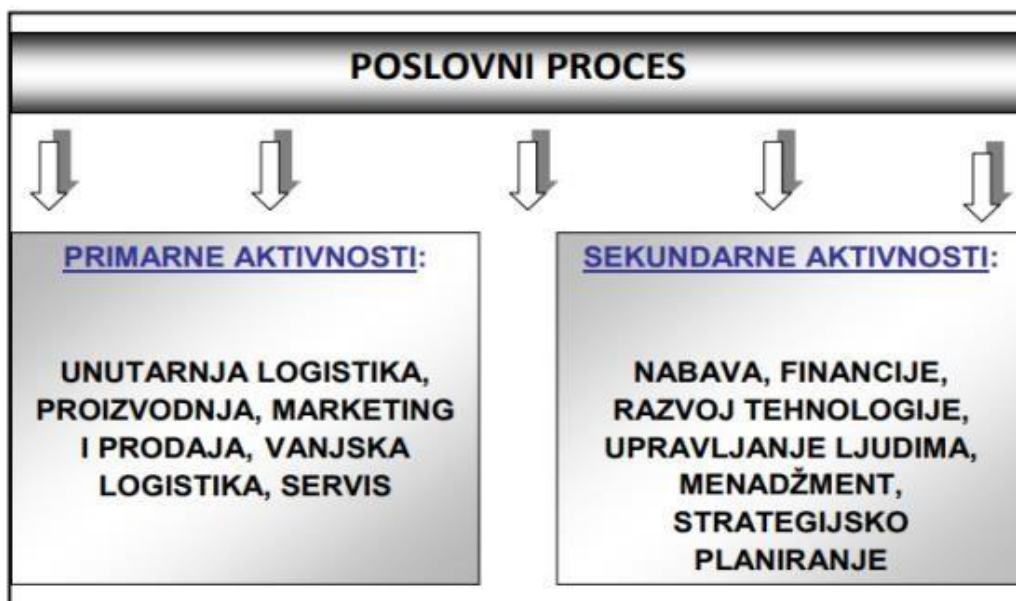 POSLOVNI PROCES
PRIMARNE AKTIVNOSTI:
UNUTARNJA LOGISTIKA,
PROIZVODNJA, MARKETING
I PRODAJA, VANJSKA
LOGISTIKA, SERVIS
SEKUNDARNE AKTIVNOSTI:
NABAVA, FINANCIJE,
RAZVOJ TEHNOLOGIJE,
UPRAVLJANJE LJUDIMA,
MENADŽMENT,
STRATEGIJSKO
PLANIRANJE